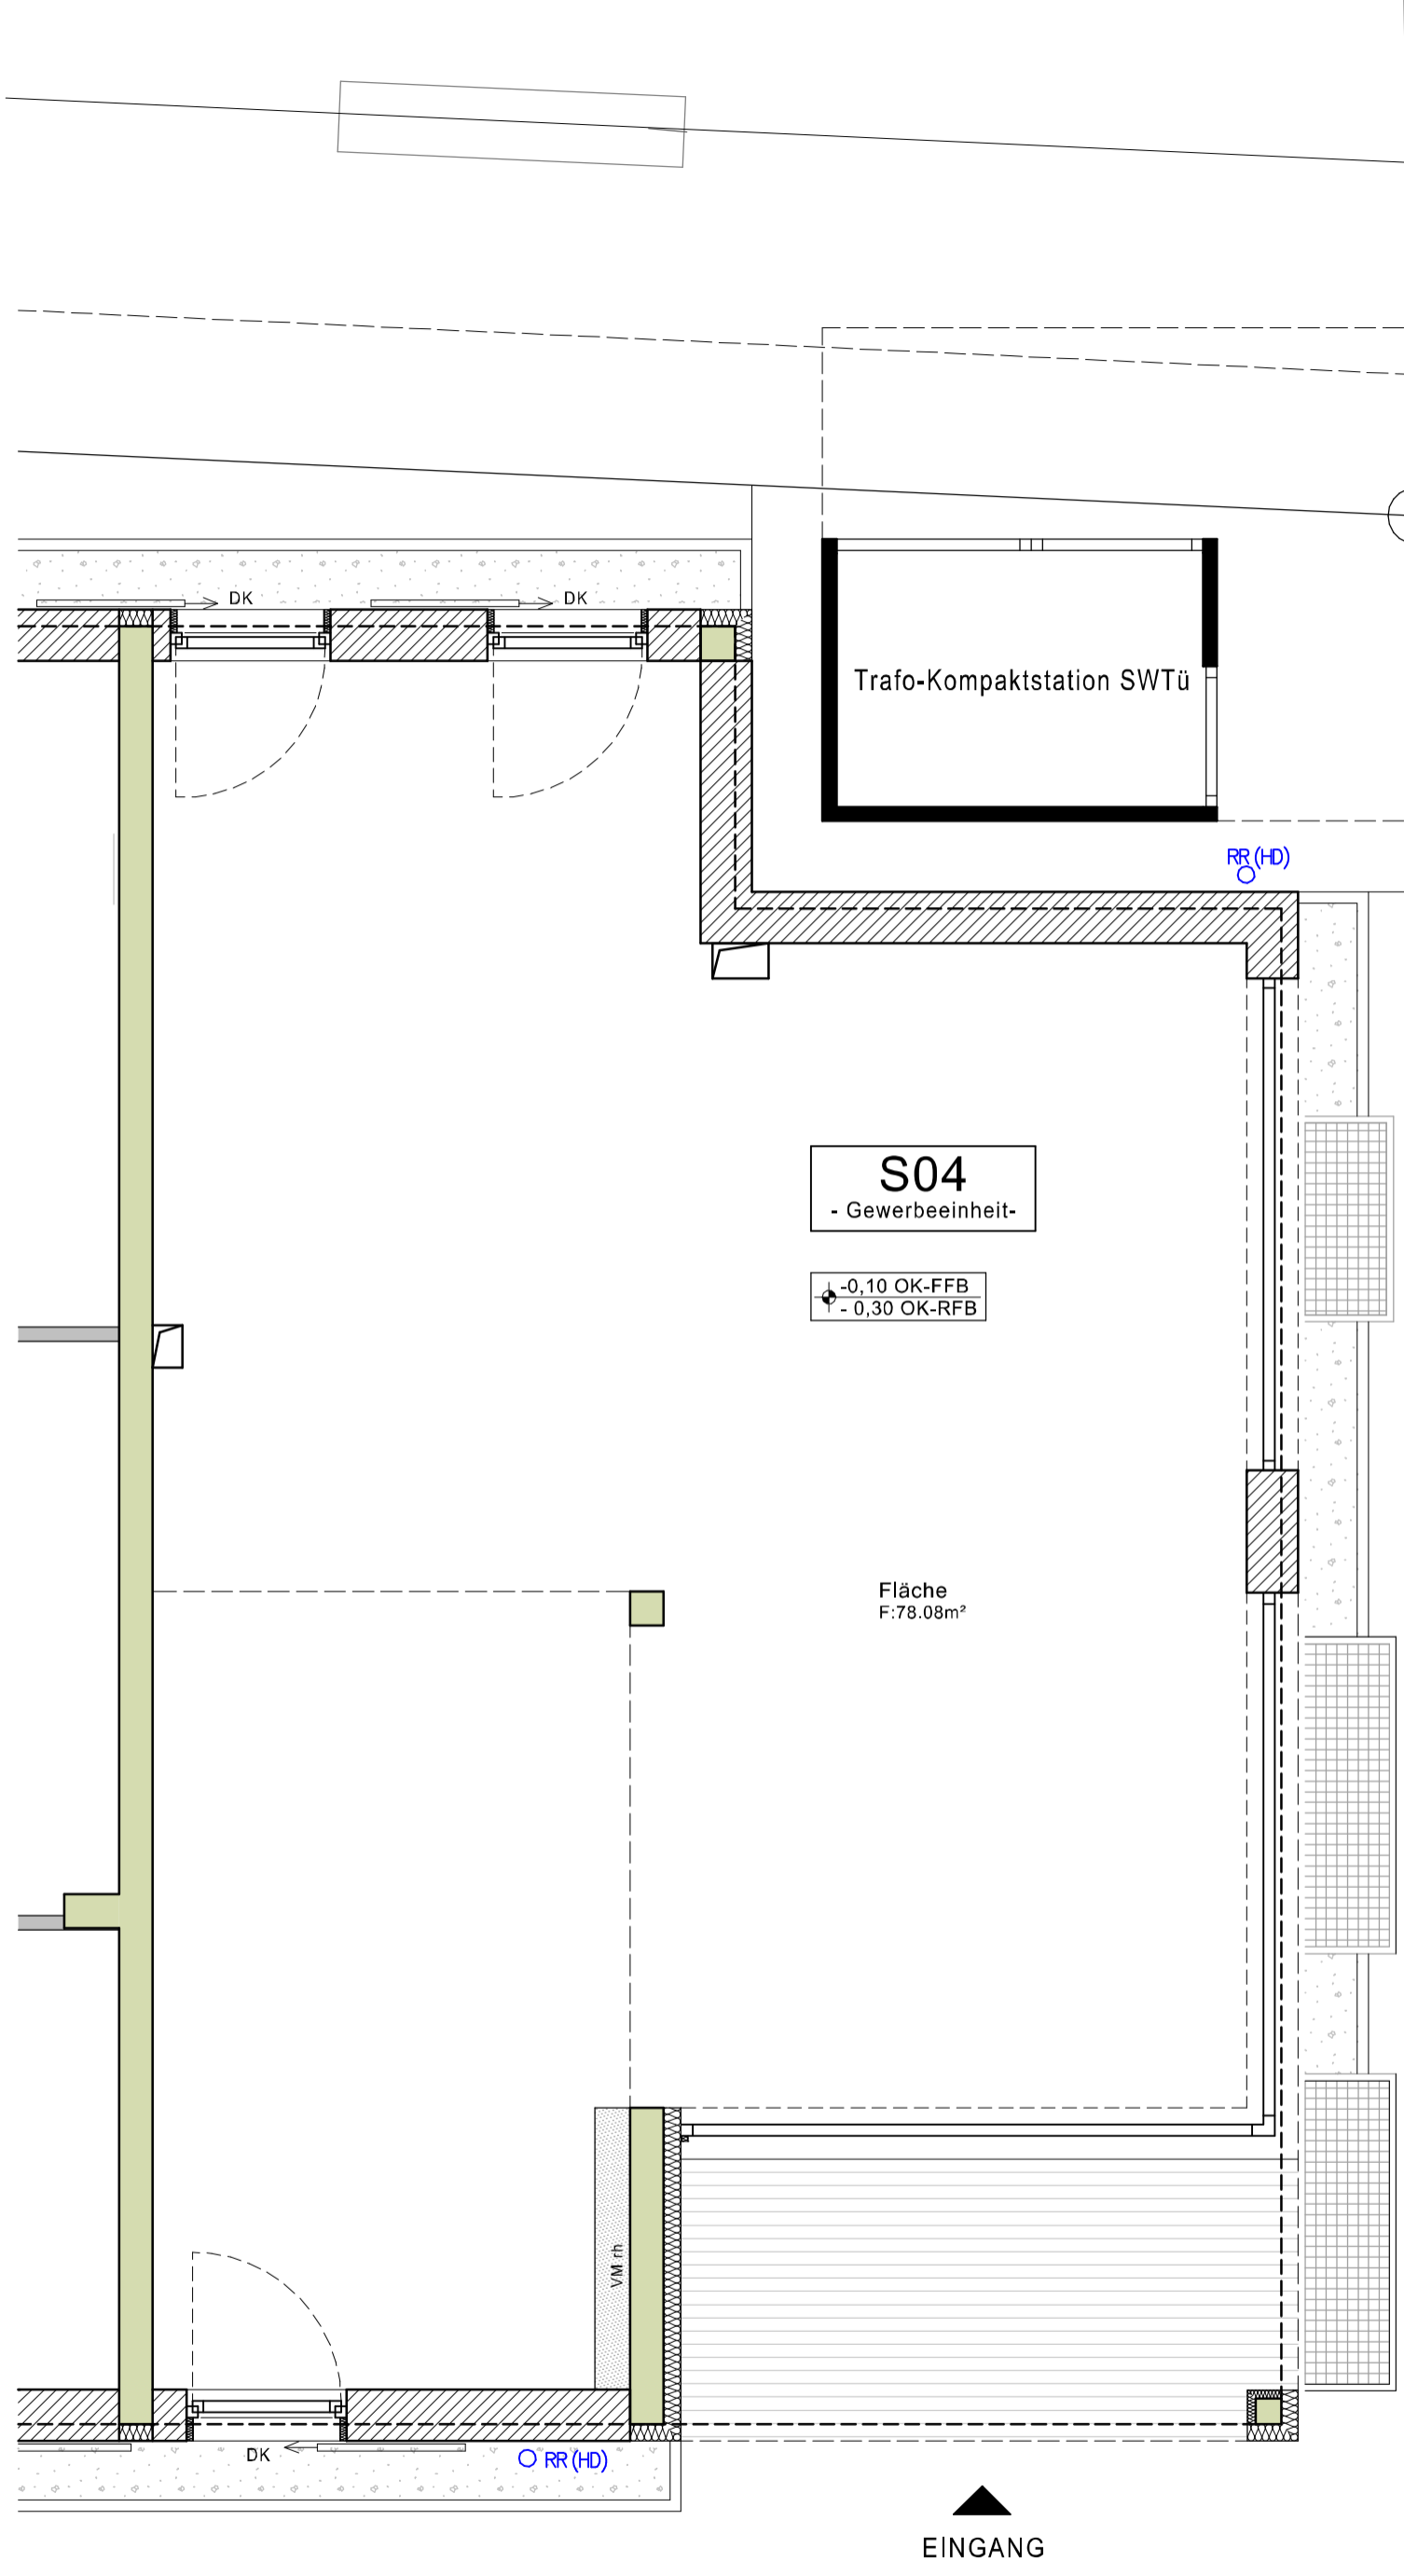 DK
DK
Trafo-Kompaktstation SWTü
RR(HD)
S04
- Gewerbeeinheit-
-0,10 OK-FFB
- 0,30 OK-RFB
Fläche
F:78.08m²
VM rh
DK
RR(HD)
EINGANG